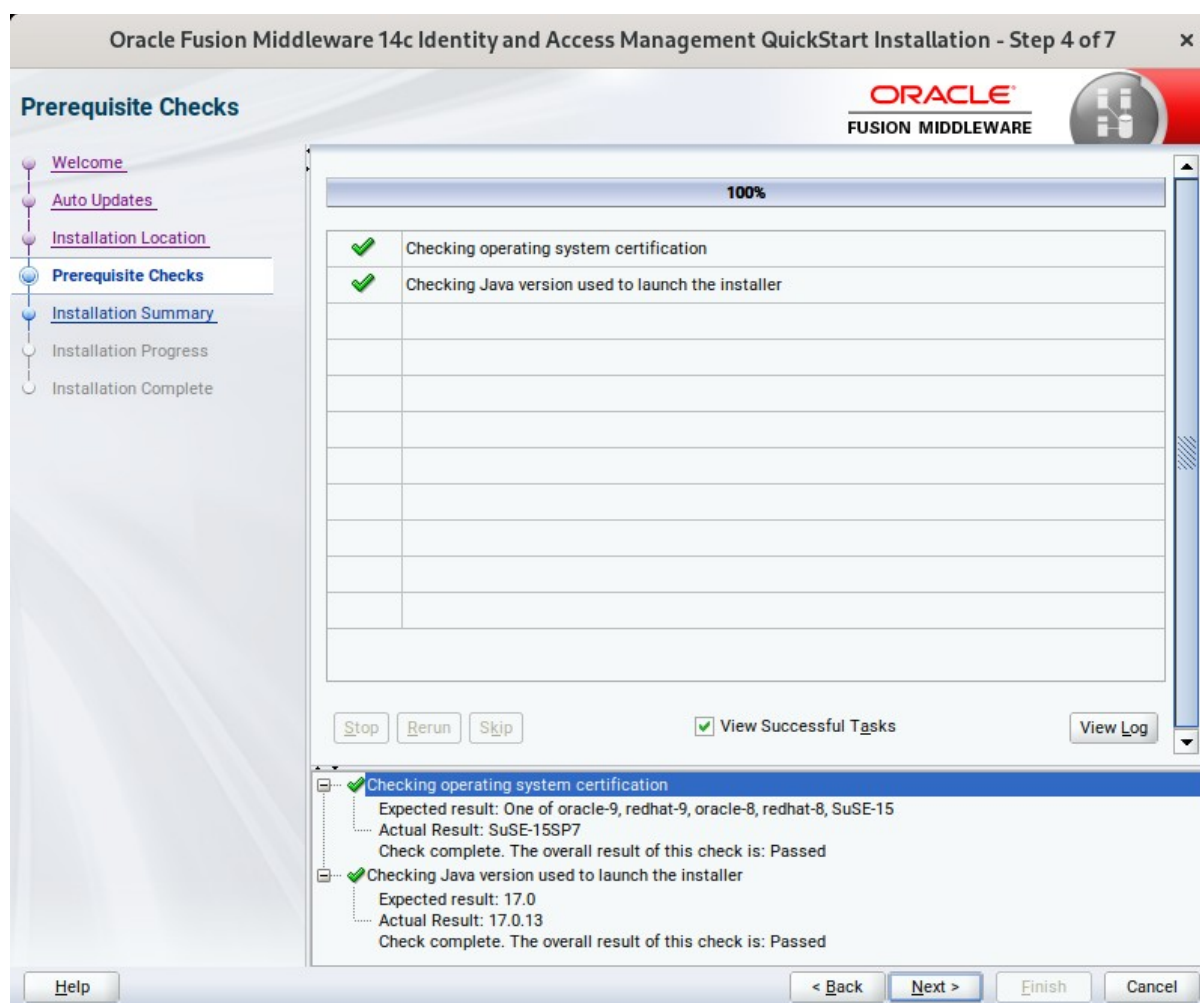 Oracle Fusion Middleware 14c Identity and Access Management QuickStart Installation - Step 4 of 7
Prerequisite Checks
ORACLE
FUSION MIDDLEWARE
Welcome
Auto Updates
Installation Location
Prerequisite Checks
Installation Summary
Installation Progress
Installation Complete
100%
Checking operating system certification
Checking Java version used to launch the installer
Stop Rerun Skip View Successful Tasks View Log
Checking operating system certification
Expected result: One of oracle-9, redhat-9, oracle-8, redhat-8, SuSE-15
Actual Result: SuSE-15SP7
Check complete. The overall result of this check is: Passed
Checking Java version used to launch the installer
Expected result: 17.0
Actual Result: 17.0.13
Check complete. The overall result of this check is: Passed
Help < Back Next > Finish Cancel